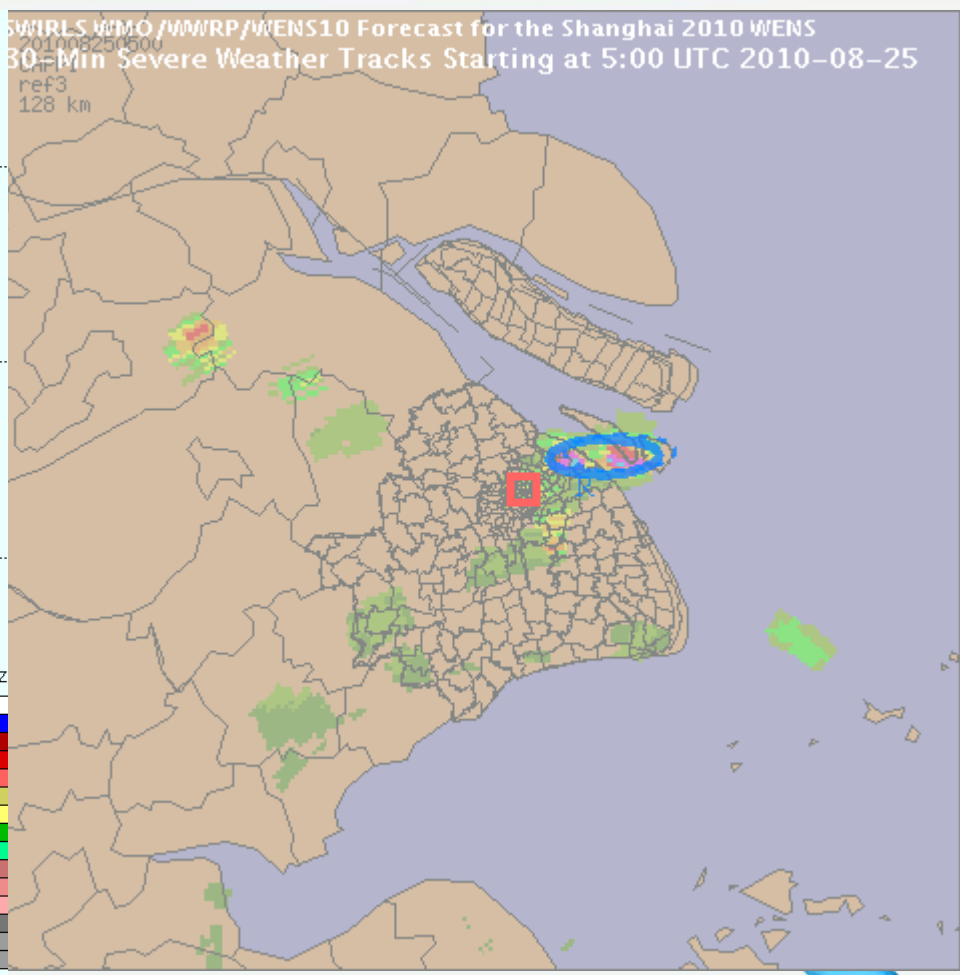 SWIRLS WMO/WWRP/WENS10 Forecast for the Shanghai 2010 WENS
201008250500
30-Min Severe Weather Tracks Starting at 5:00 UTC 2010-08-25
CAPPI
ref3
128 km
Z